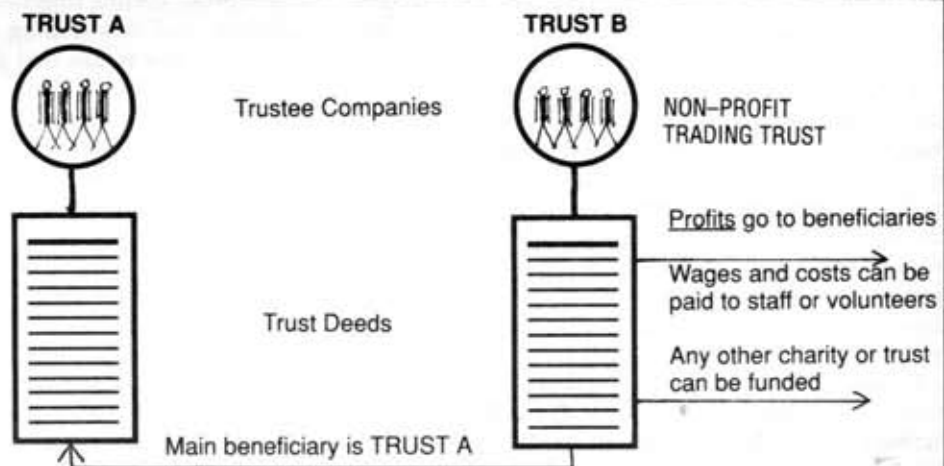 TRUST A
TRUST B
Trustee Companies
NON–PROFIT
TRADING TRUST
Profits go to beneficiaries
Wages and costs can be
paid to staff or volunteers
Trust Deeds
Any other charity or trust
can be funded
Main beneficiary is TRUST A